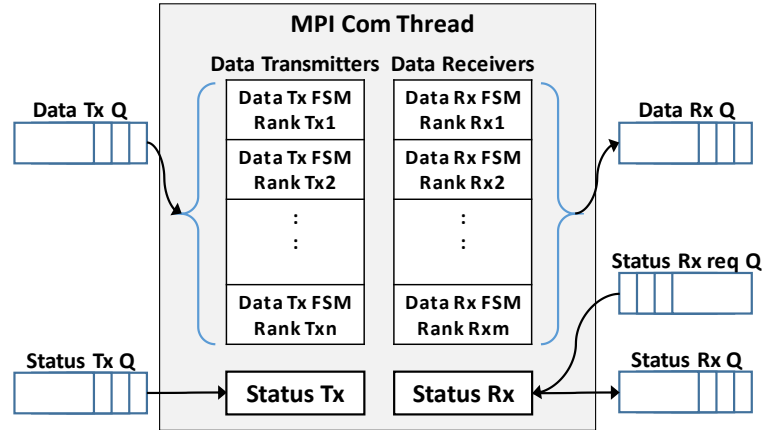 MPI Com Thread
Data Transmitters
Data Receivers
Data Tx Q
Data Tx FSM
Rank Tx1
Data Rx FSM
Rank Rx1
Data Rx Q
Data Tx FSM
Rank Tx2
Data Rx FSM
Rank Rx2
:
:
:
:
Status Rx req Q
Data Tx FSM
Rank Txn
Data Rx FSM
Rank Rxm
Status Tx Q
Status Tx
Status Rx
Status Rx Q